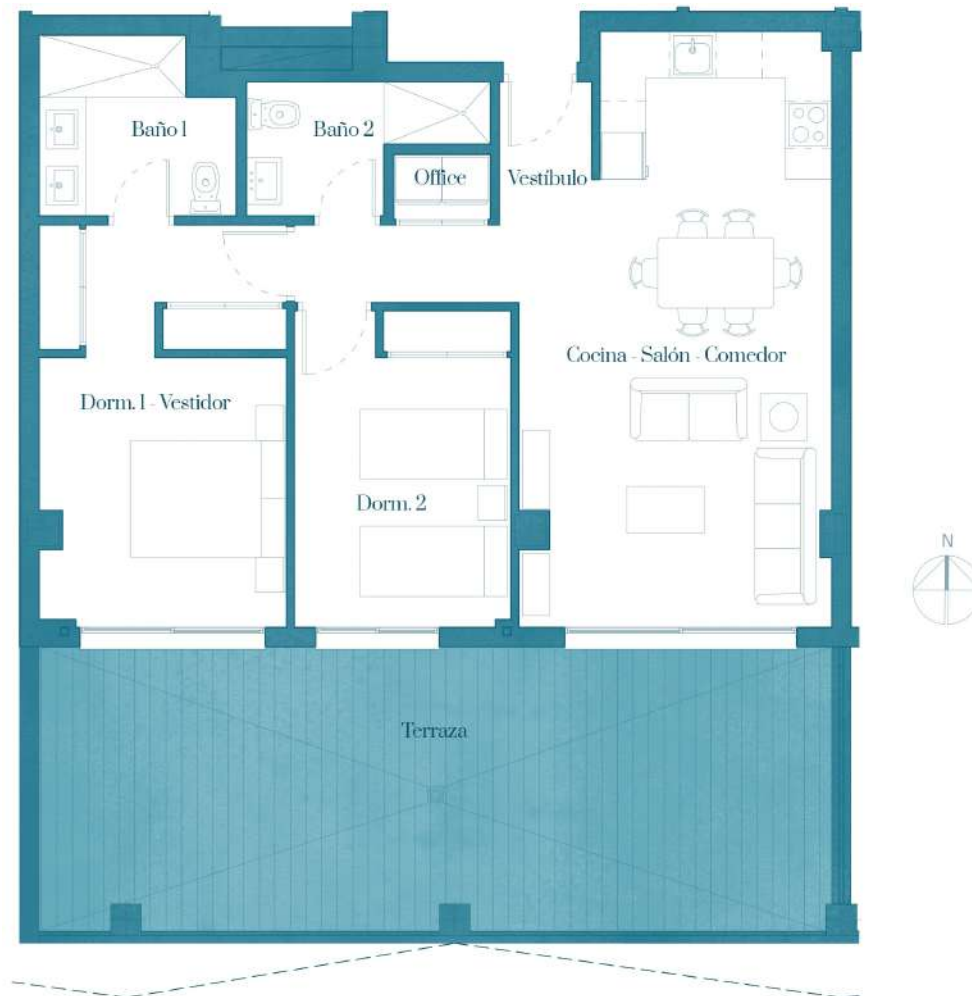 Baño 1
Baño 2
Office
Vestíbulo
Cocina - Salón - Comedor
Dorm. 1 - Vestidor
Dorm. 2
N
Terraza